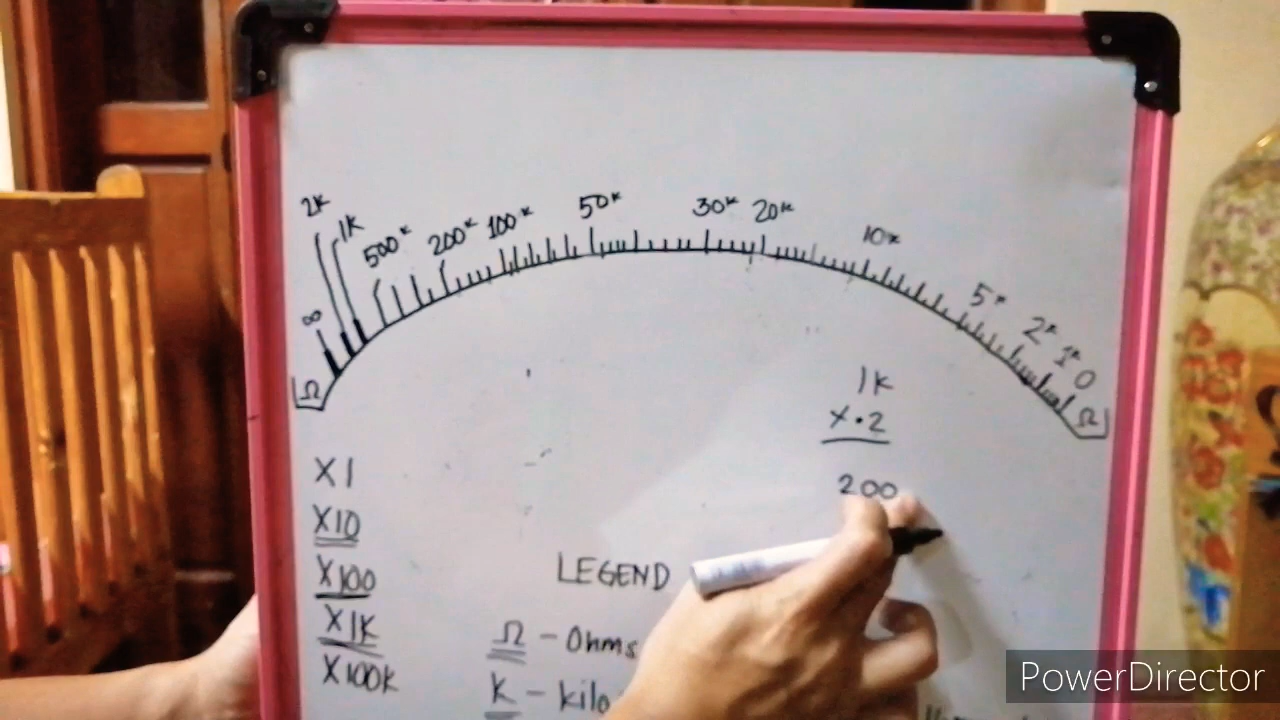 2K
1K
500K
200K
100K
50K
30K
20K
10K
5K
2K
1K
0
∞
Ω
Ω
1K
X .2
200
X1
X10
X100
X1K
X100K
LEGEND
Ω - Ohms
K - kilo
PowerDirector